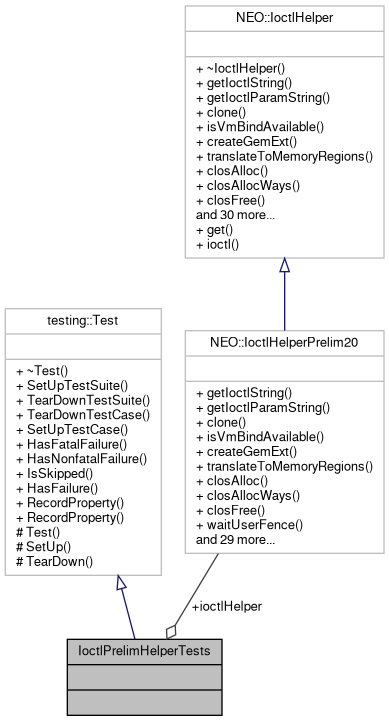 NEO::IoctlHelper
+ ~IoctlHelper()
+ getIoctlString()
+ getIoctlParamString()
+ clone()
+ isVmBindAvailable()
+ createGemExt()
+ translateToMemoryRegions()
+ closAlloc()
+ closAllocWays()
+ closFree()
and 30 more...
+ get()
+ ioctl()
testing::Test
+ ~Test()
+ SetUpTestSuite()
+ TearDownTestSuite()
+ TearDownTestCase()
+ SetUpTestCase()
+ HasFatalFailure()
+ HasNonfatalFailure()
+ IsSkipped()
+ HasFailure()
+ RecordProperty()
+ RecordProperty()
# Test()
# SetUp()
# TearDown()
NEO::IoctlHelperPrelim20
+ getIoctlString()
+ getIoctlParamString()
+ clone()
+ isVmBindAvailable()
+ createGemExt()
+ translateToMemoryRegions()
+ closAlloc()
+ closAllocWays()
+ closFree()
+ waitUserFence()
and 29 more...
+ioctlHelper
IoctlPrelimHelperTests